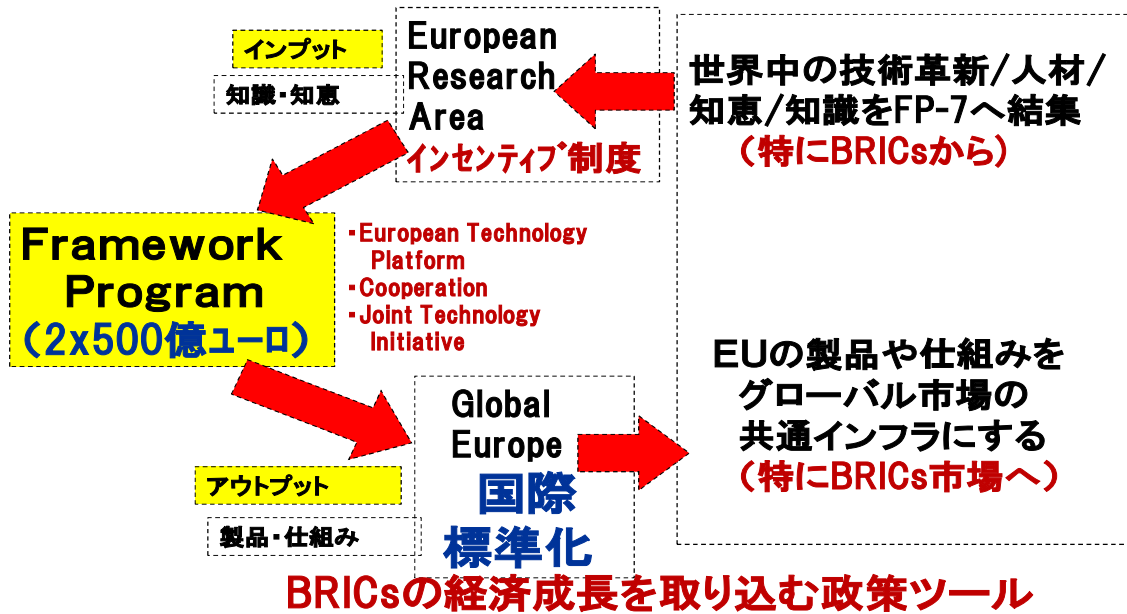 インプット
知識・知恵
European
Research
Area
インセンティブ制度
世界中の技術革新/人材/
知恵/知識をFP-7へ結集
（特にBRICsから）
Framework
Program
（2x500億ユーロ）
・European Technology
Platform
・Cooperation
・Joint Technology
Initiative
EUの製品や仕組みを
グローバル市場の
共通インフラにする
（特にBRICs市場へ）
Global
Europe
国際
標準化
アウトプット
製品・仕組み
BRICsの経済成長を取り込む政策ツール